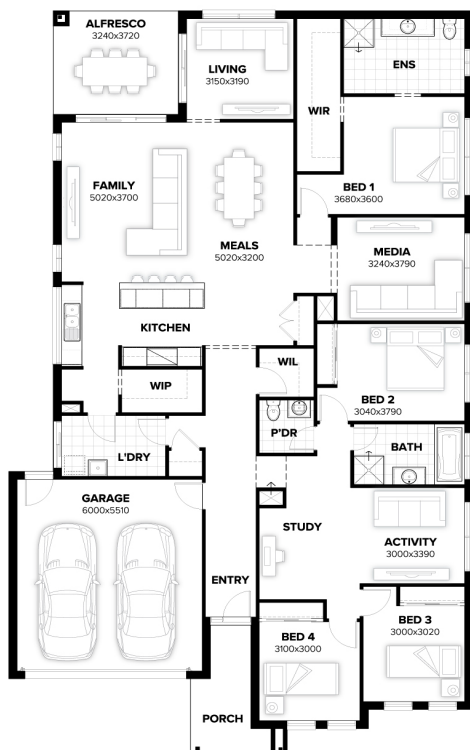 ALFRESCO
3240x3720
LIVING
3150x3190
ENS
WIR
FAMILY
5020x3700
BED 1
3680x3600
MEALS
5020x3200
MEDIA
3240x3790
KITCHEN
WIL
WIP
BED 2
3040x3790
P'DR
BATH
L'DRY
GARAGE
6000x5510
STUDY
ACTIVITY
3000x3390
ENTRY
BED 4
3100x3000
BED 3
3000x3020
PORCH